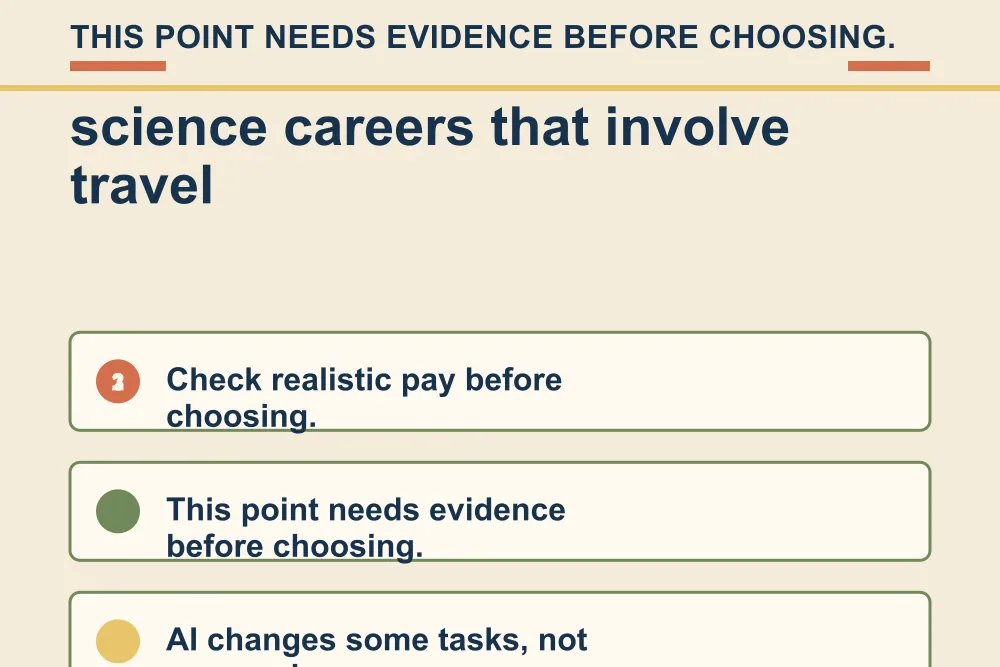 THIS POINT NEEDS EVIDENCE BEFORE CHOOSING.
science careers that involve
travel
Check realistic pay before
choosing.
This point needs evidence
before choosing.
AI changes some tasks, not